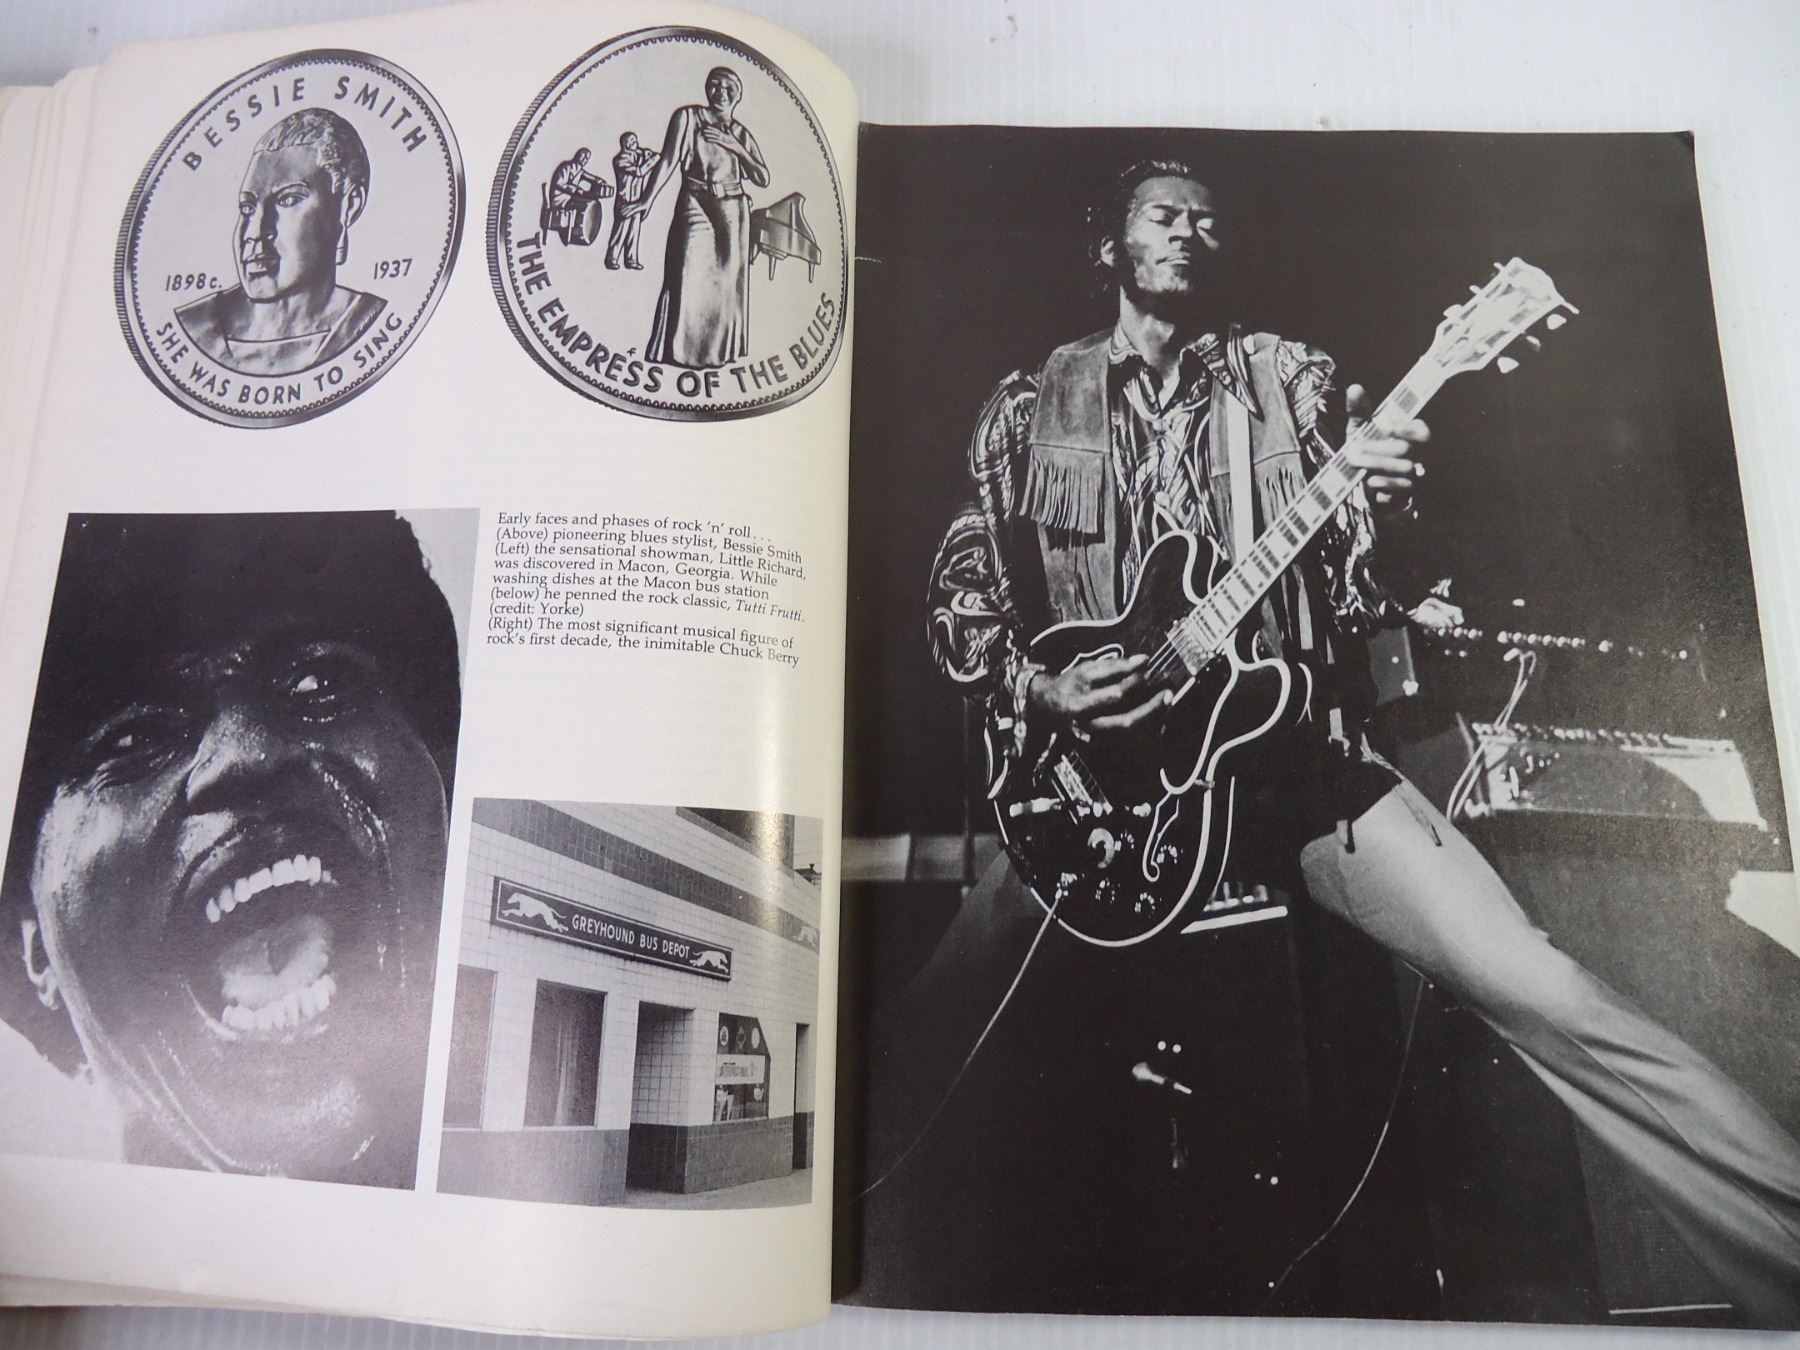 BESSIE SMITH
1898 c.
1937
SHE WAS BORN TO SING
THE EMPRESS OF THE BLUES
Early faces and phases of rock 'n' roll . . .
(Above) pioneering blues stylist, Bessie Smith
(Left) the sensational showman, Little Richard,
was discovered in Macon, Georgia. While
washing dishes at the Macon bus station
(below) he penned the rock classic, Tutti Frutti.
(credit: Yorke)
(Right) The most significant musical figure of
rock's first decade, the inimitable Chuck Berry
GREYHOUND BUS DEPOT